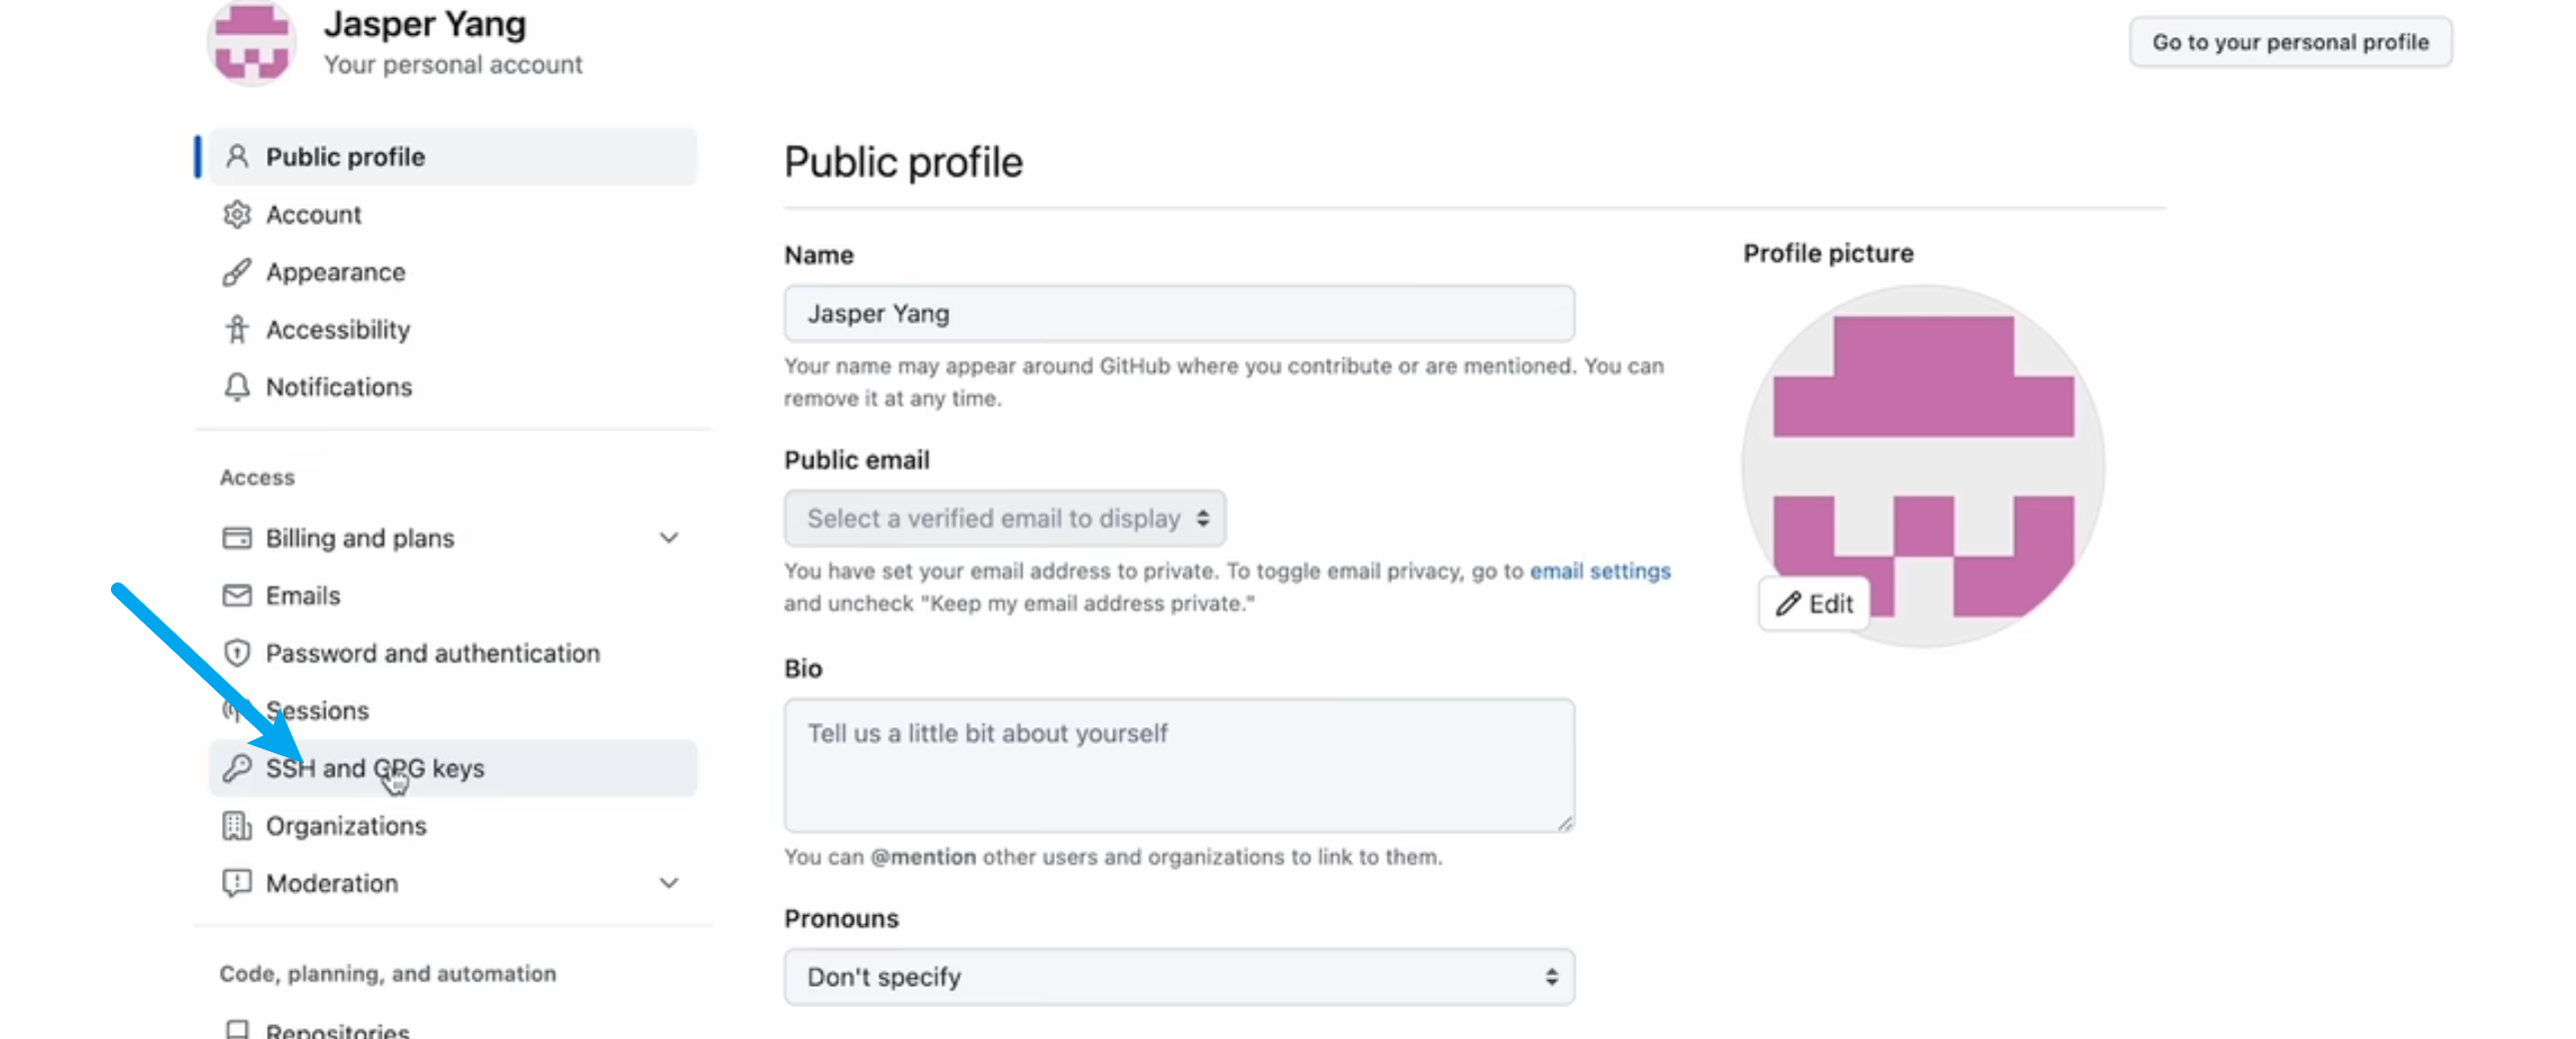 Jasper Yang
Your personal account
Go to your personal profile
Public profile
Account
Appearance
Accessibility
Notifications
Access
Billing and plans
Emails
Password and authentication
Sessions
SSH and GPG keys
Organizations
Moderation
Code, planning, and automation
Repositories
Public profile
Name
Jasper Yang
Your name may appear around GitHub where you contribute or are mentioned. You can
remove it at any time.
Public email
Select a verified email to display
You have set your email address to private. To toggle email privacy, go to email settings
and uncheck "Keep my email address private."
Bio
Tell us a little bit about yourself
You can @mention other users and organizations to link to them.
Pronouns
Don't specify
Profile picture
Edit